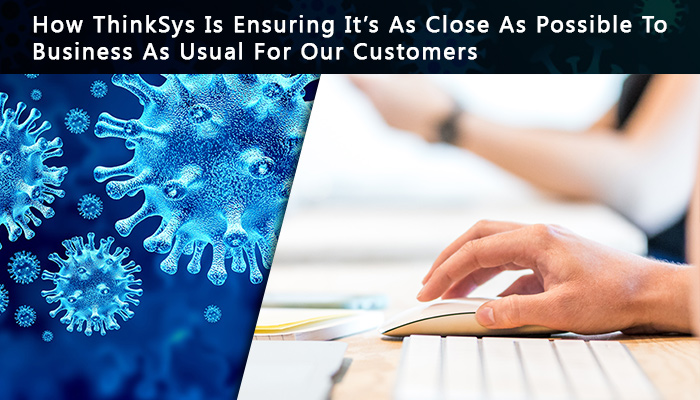 How ThinkSys Is Ensuring It’s As Close As Possible To
Business As Usual For Our Customers